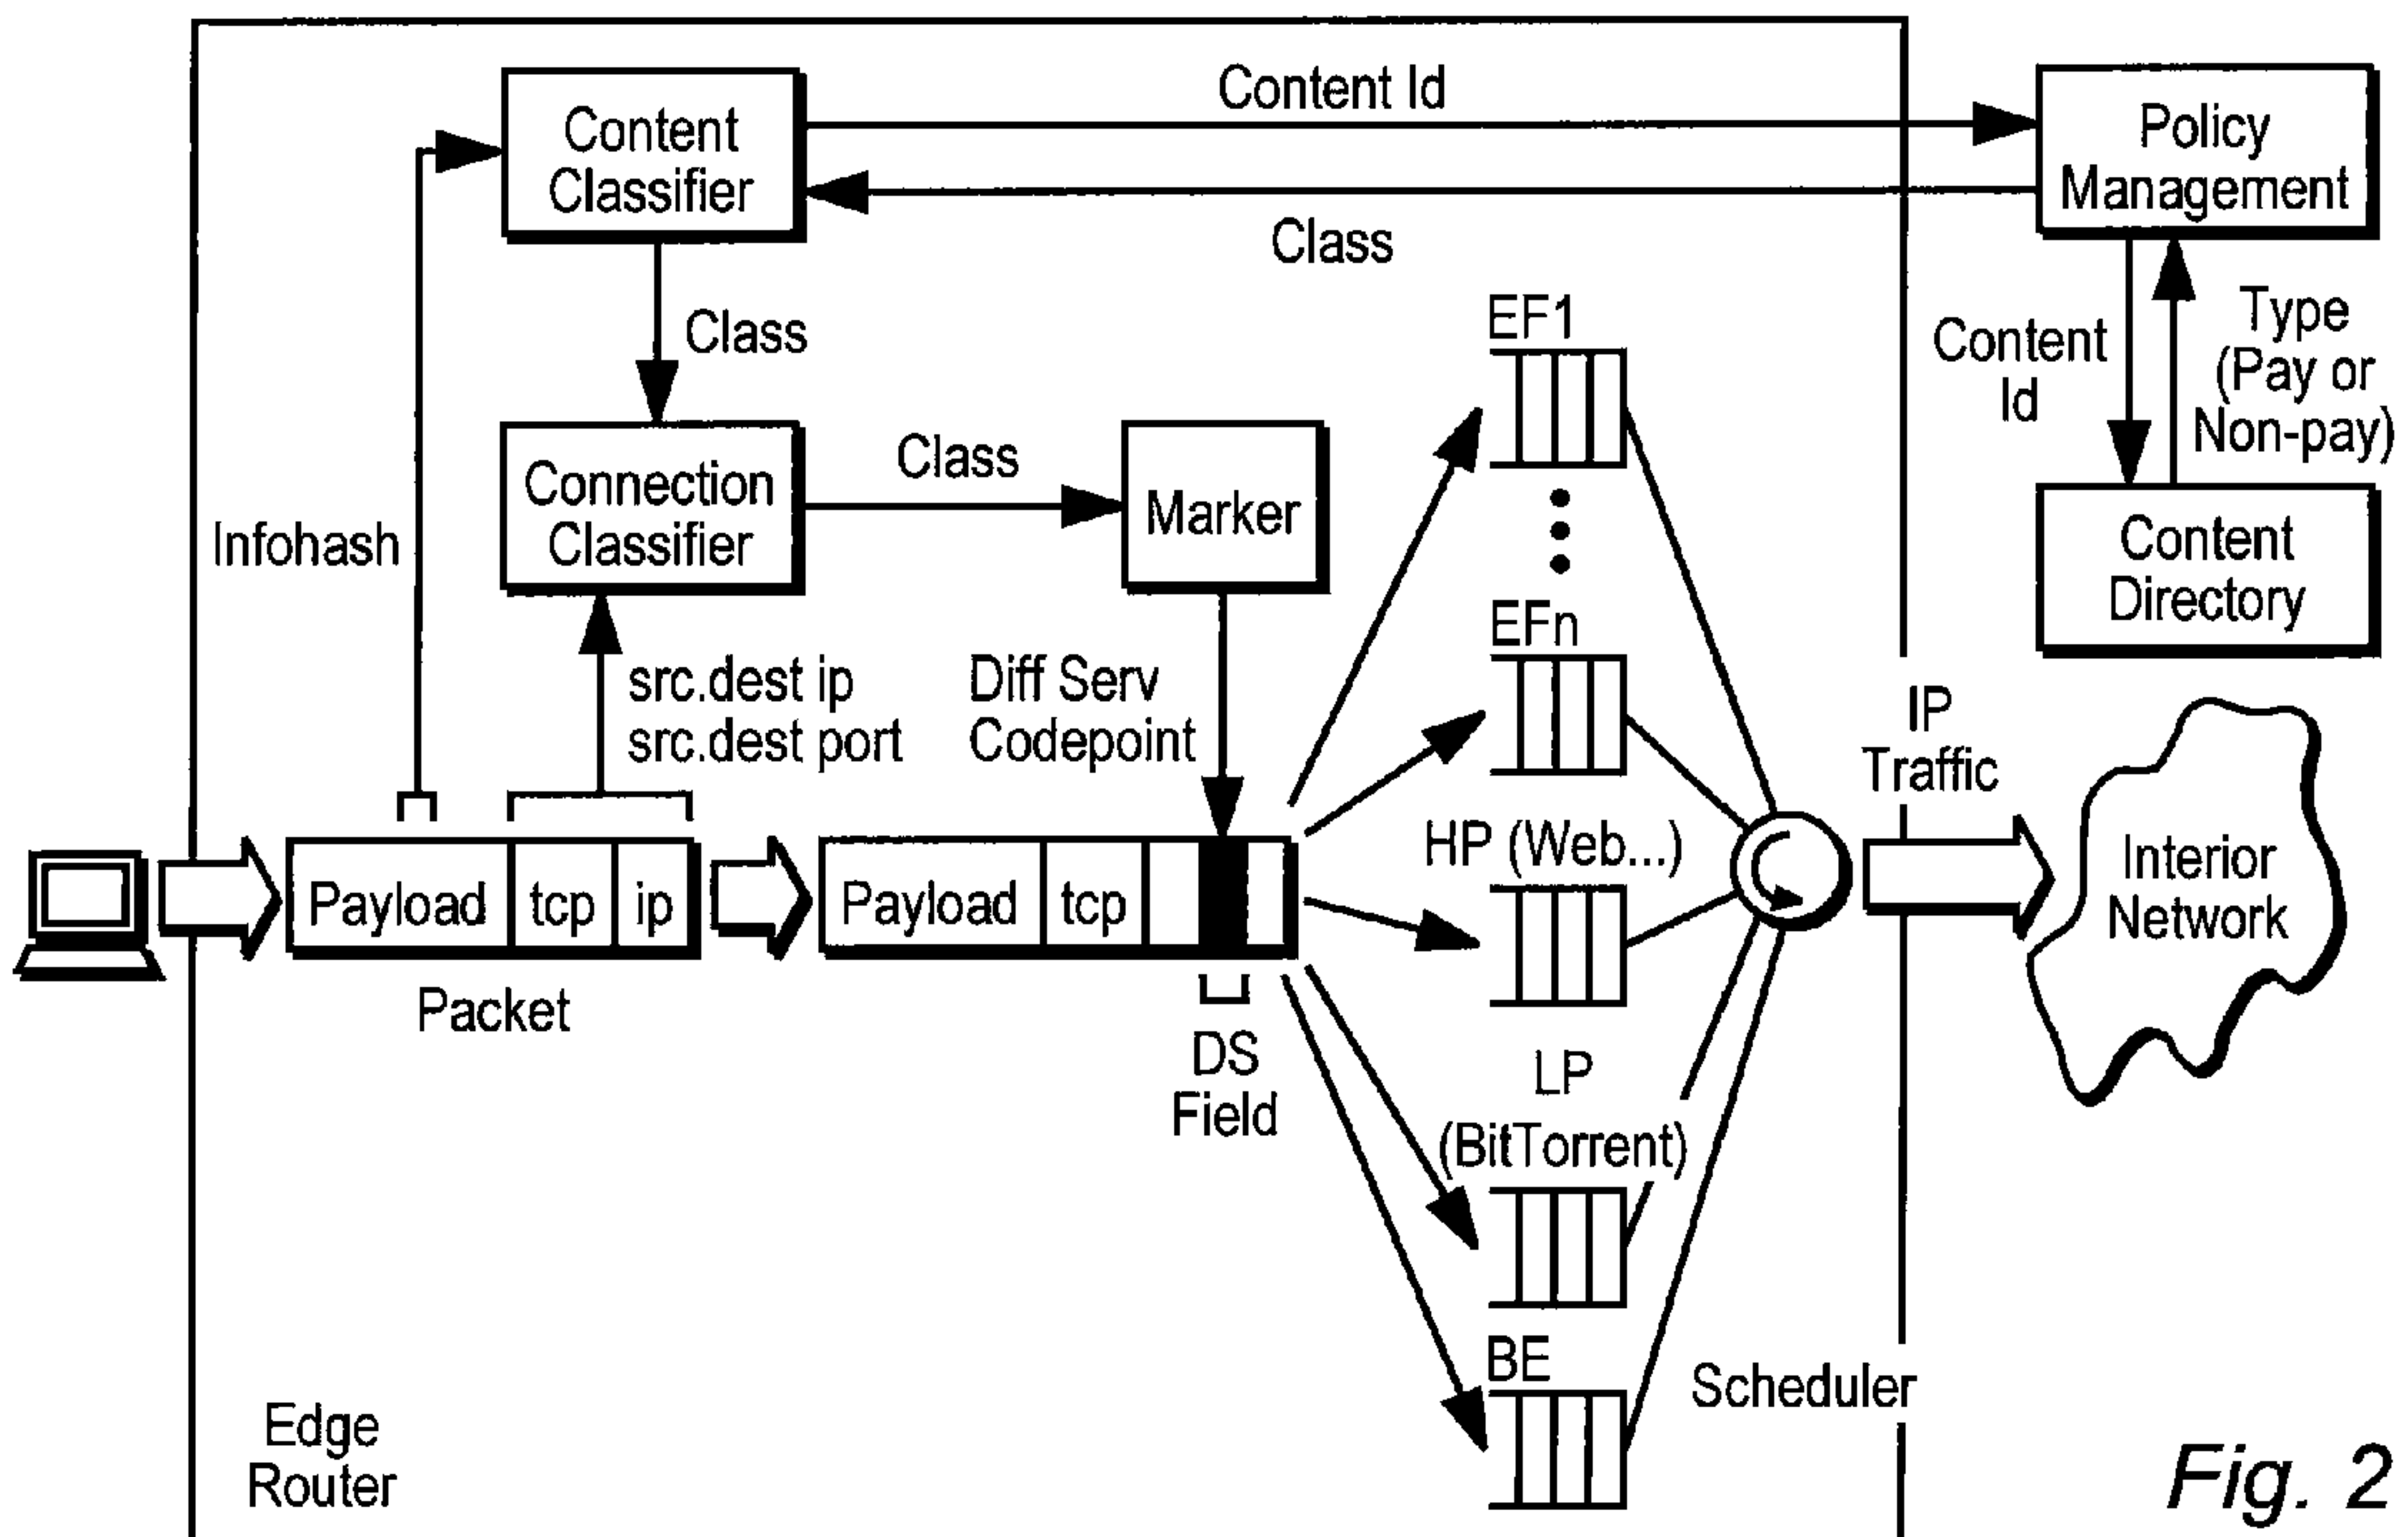 Content Id
Content
Classifier
Policy
Management
Class
Class
EF1
Content
Id
Type
(Pay or
Non-pay)
Connection
Classifier
Class
Marker
Infohash
Content
Directory
EFn
src.dest ip
src.dest port
Diff Serv
Codepoint
IP
Traffic
HP (Web...)
Payload
tcp
ip
Payload
tcp
Interior
Network
Packet
DS
Field
LP
(BitTorrent)
BE
Scheduler
Edge
Router
Fig. 2